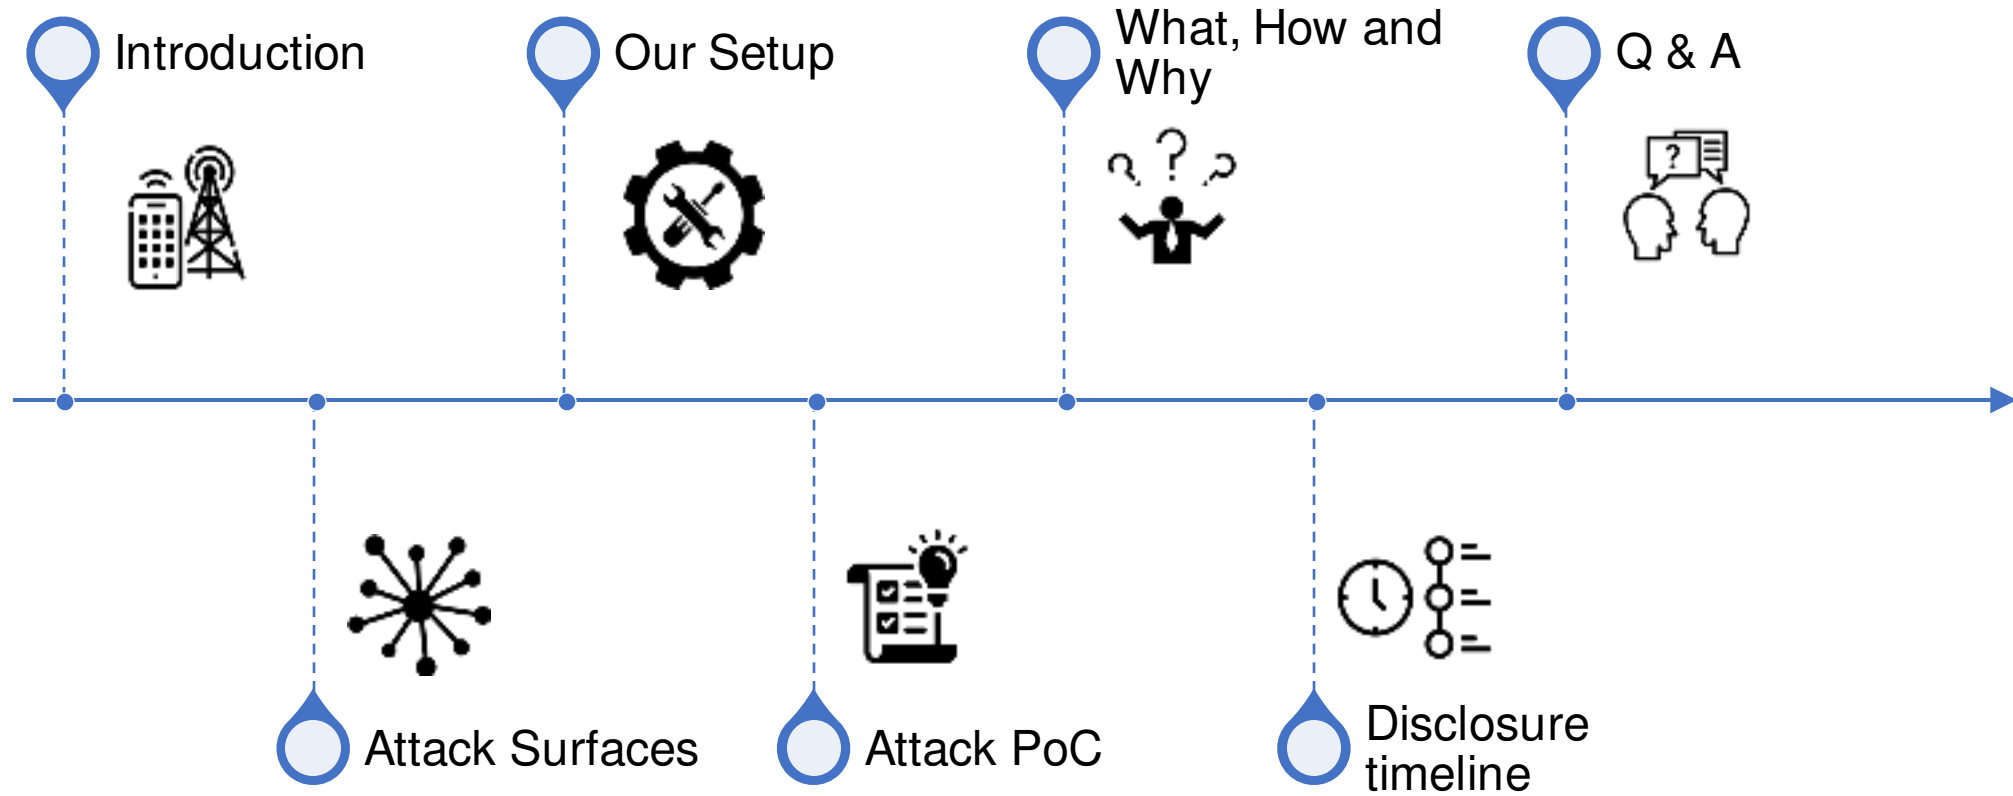 Introduction
Attack Surfaces
Our Setup
Attack PoC
What, How and
Why
Disclosure
timeline
Q & A